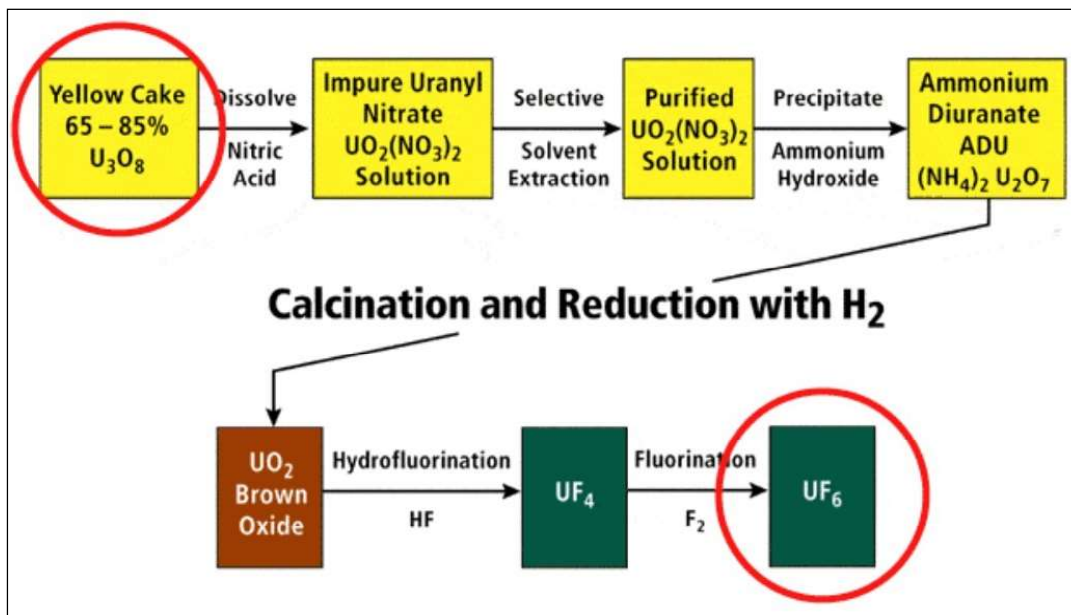 Yellow Cake
65 – 85%
U₃O₈
Dissolve
Nitric
Acid
Impure Uranyl
Nitrate
UO₂(NO₃)₂
Solution
Selective
Solvent
Extraction
Purified
UO₂(NO₃)₂
Solution
Precipitate
Ammonium
Hydroxide
Ammonium
Diuranate
ADU
(NH₄)₂ U₂O₇
Calcination and Reduction with H₂
UO₂
Brown
Oxide
Hydrofluorination
HF
UF₄
Fluorination
F₂
UF₆